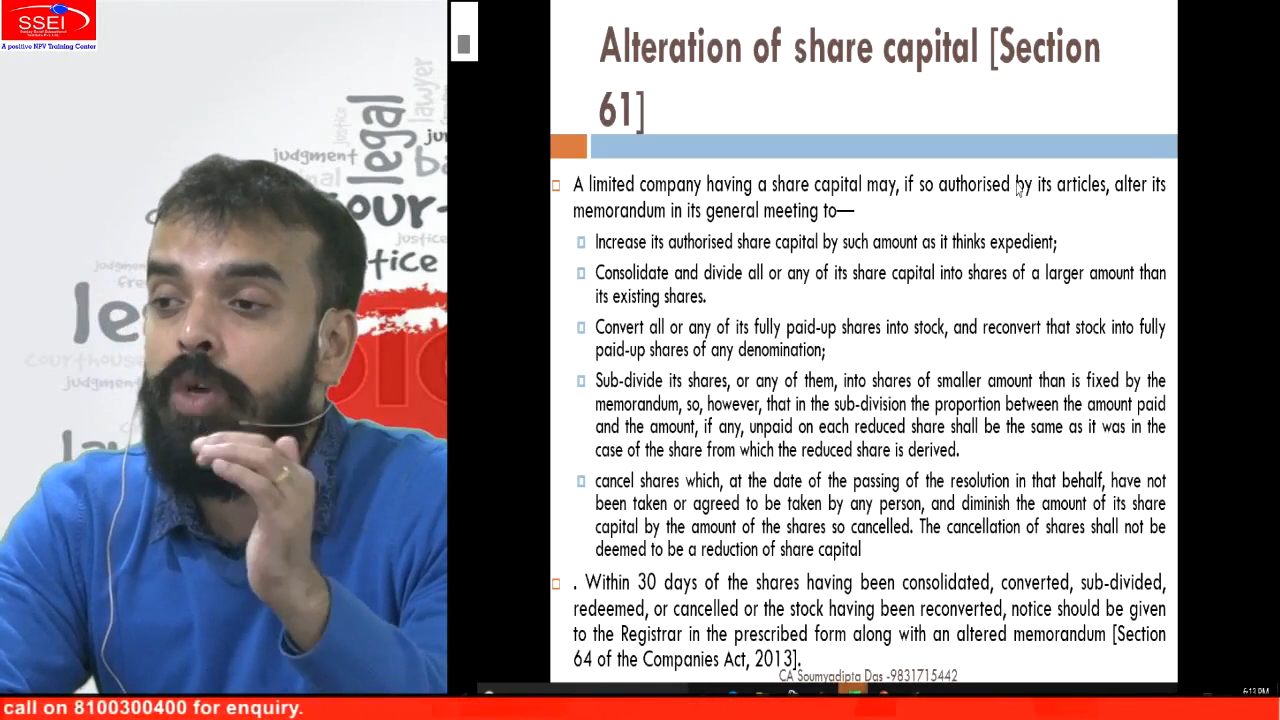 SSEI
A positive NPV Training Center
legal
lawyer
justice
judgment
le
journal
justice
judgment
Alteration of share capital [Section
61]
A limited company having a share capital may, if so authorised by its articles, alter its
memorandum in its general meeting to—
Increase its authorised share capital by such amount as it thinks expedient;
Consolidate and divide all or any of its share capital into shares of a larger amount than
its existing shares.
Convert all or any of its fully paid-up shares into stock, and reconvert that stock into fully
paid-up shares of any denomination;
Sub-divide its shares, or any of them, into shares of smaller amount than is fixed by the
memorandum, so, however, that in the sub-division the proportion between the amount paid
and the amount, if any, unpaid on each reduced share shall be the same as it was in the
case of the share from which the reduced share is derived.
cancel shares which, at the date of the passing of the resolution in that behalf, have not
been taken or agreed to be taken by any person, and diminish the amount of its share
capital by the amount of the shares so cancelled. The cancellation of shares shall not be
deemed to be a reduction of share capital
. Within 30 days of the shares having been consolidated, converted, sub-divided,
redeemed, or cancelled or the stock having been reconverted, notice should be given
to the Registrar in the prescribed form along with an altered memorandum [Section
64 of the Companies Act, 2013].
CA Soumyadipta Das -9831715442
6:13 PM
call on 8100300400 for enquiry.